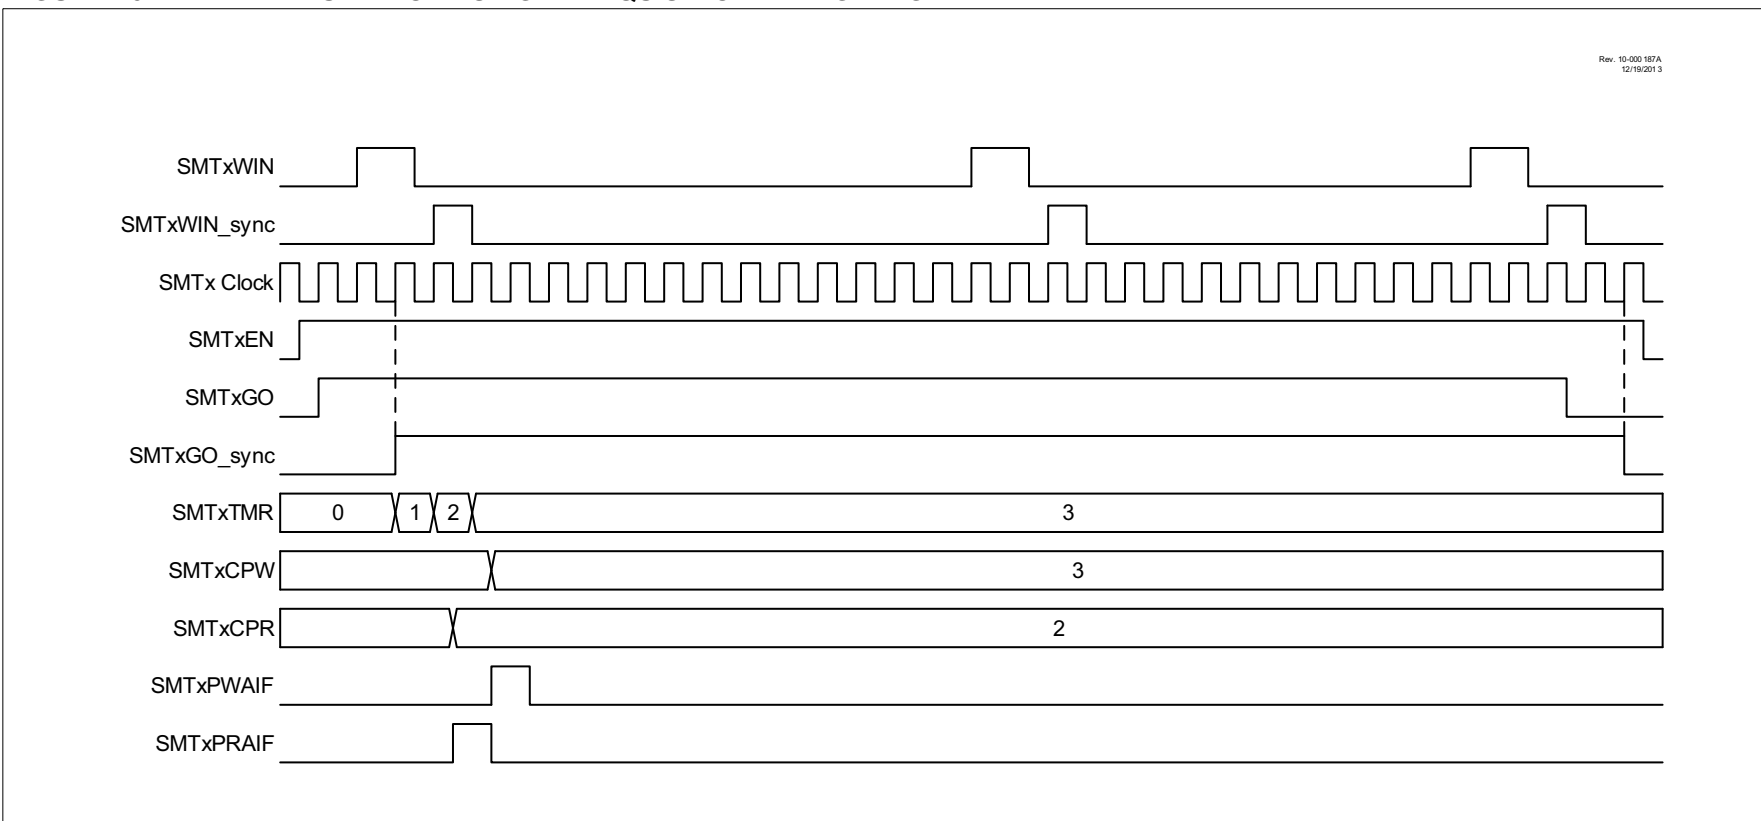 Rev. 10-000 187A
12/19/201 3
SMTxWIN
SMTxWIN_sync
SMTx Clock
SMTxEN
SMTxGO
SMTxGO_sync
SMTxTMR 0 1 2 3
SMTxCPW 3
SMTxCPR 2
SMTxPWAIF
SMTxPRAIF